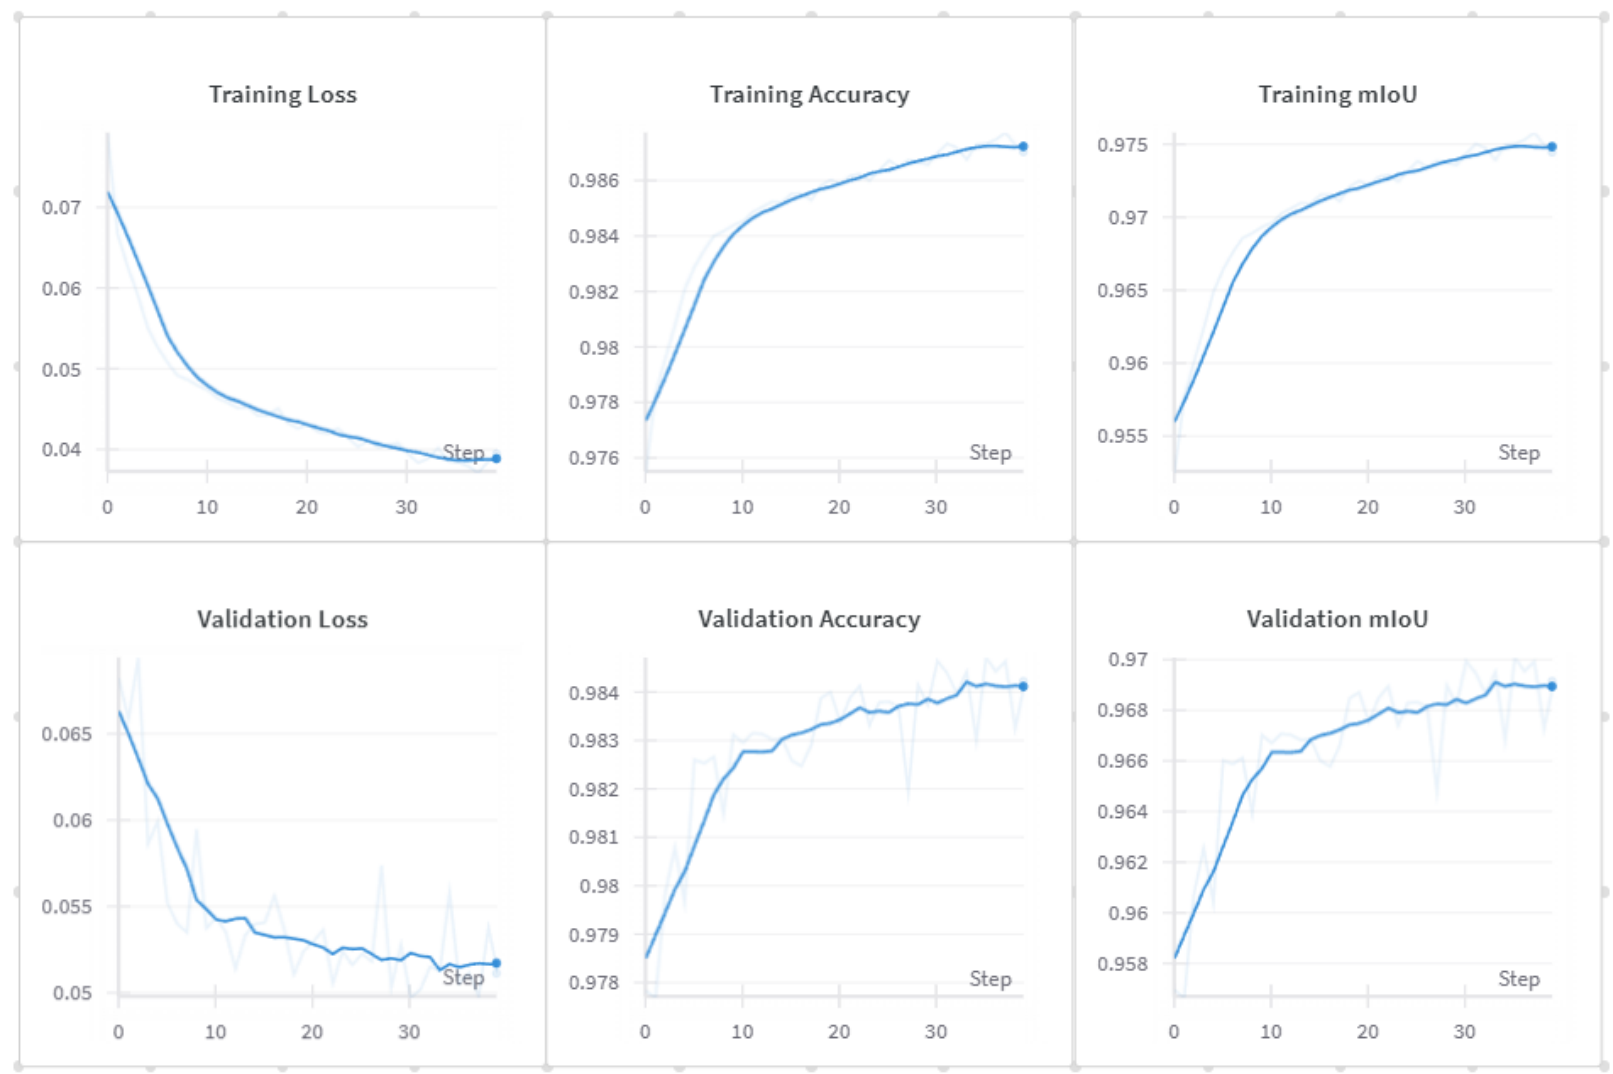 Training Loss
0.07
0.06
0.05
0.04
Step
0 10 20 30
Training Accuracy
0.986
0.984
0.982
0.98
0.978
0.976
Step
0 10 20 30
Training mIoU
0.975
0.97
0.965
0.96
0.955
Step
0 10 20 30
Validation Loss
0.065
0.06
0.055
0.05
Step
0 10 20 30
Validation Accuracy
0.984
0.983
0.982
0.981
0.98
0.979
0.978
Step
0 10 20 30
Validation mIoU
0.97
0.968
0.966
0.964
0.962
0.96
0.958
Step
0 10 20 30